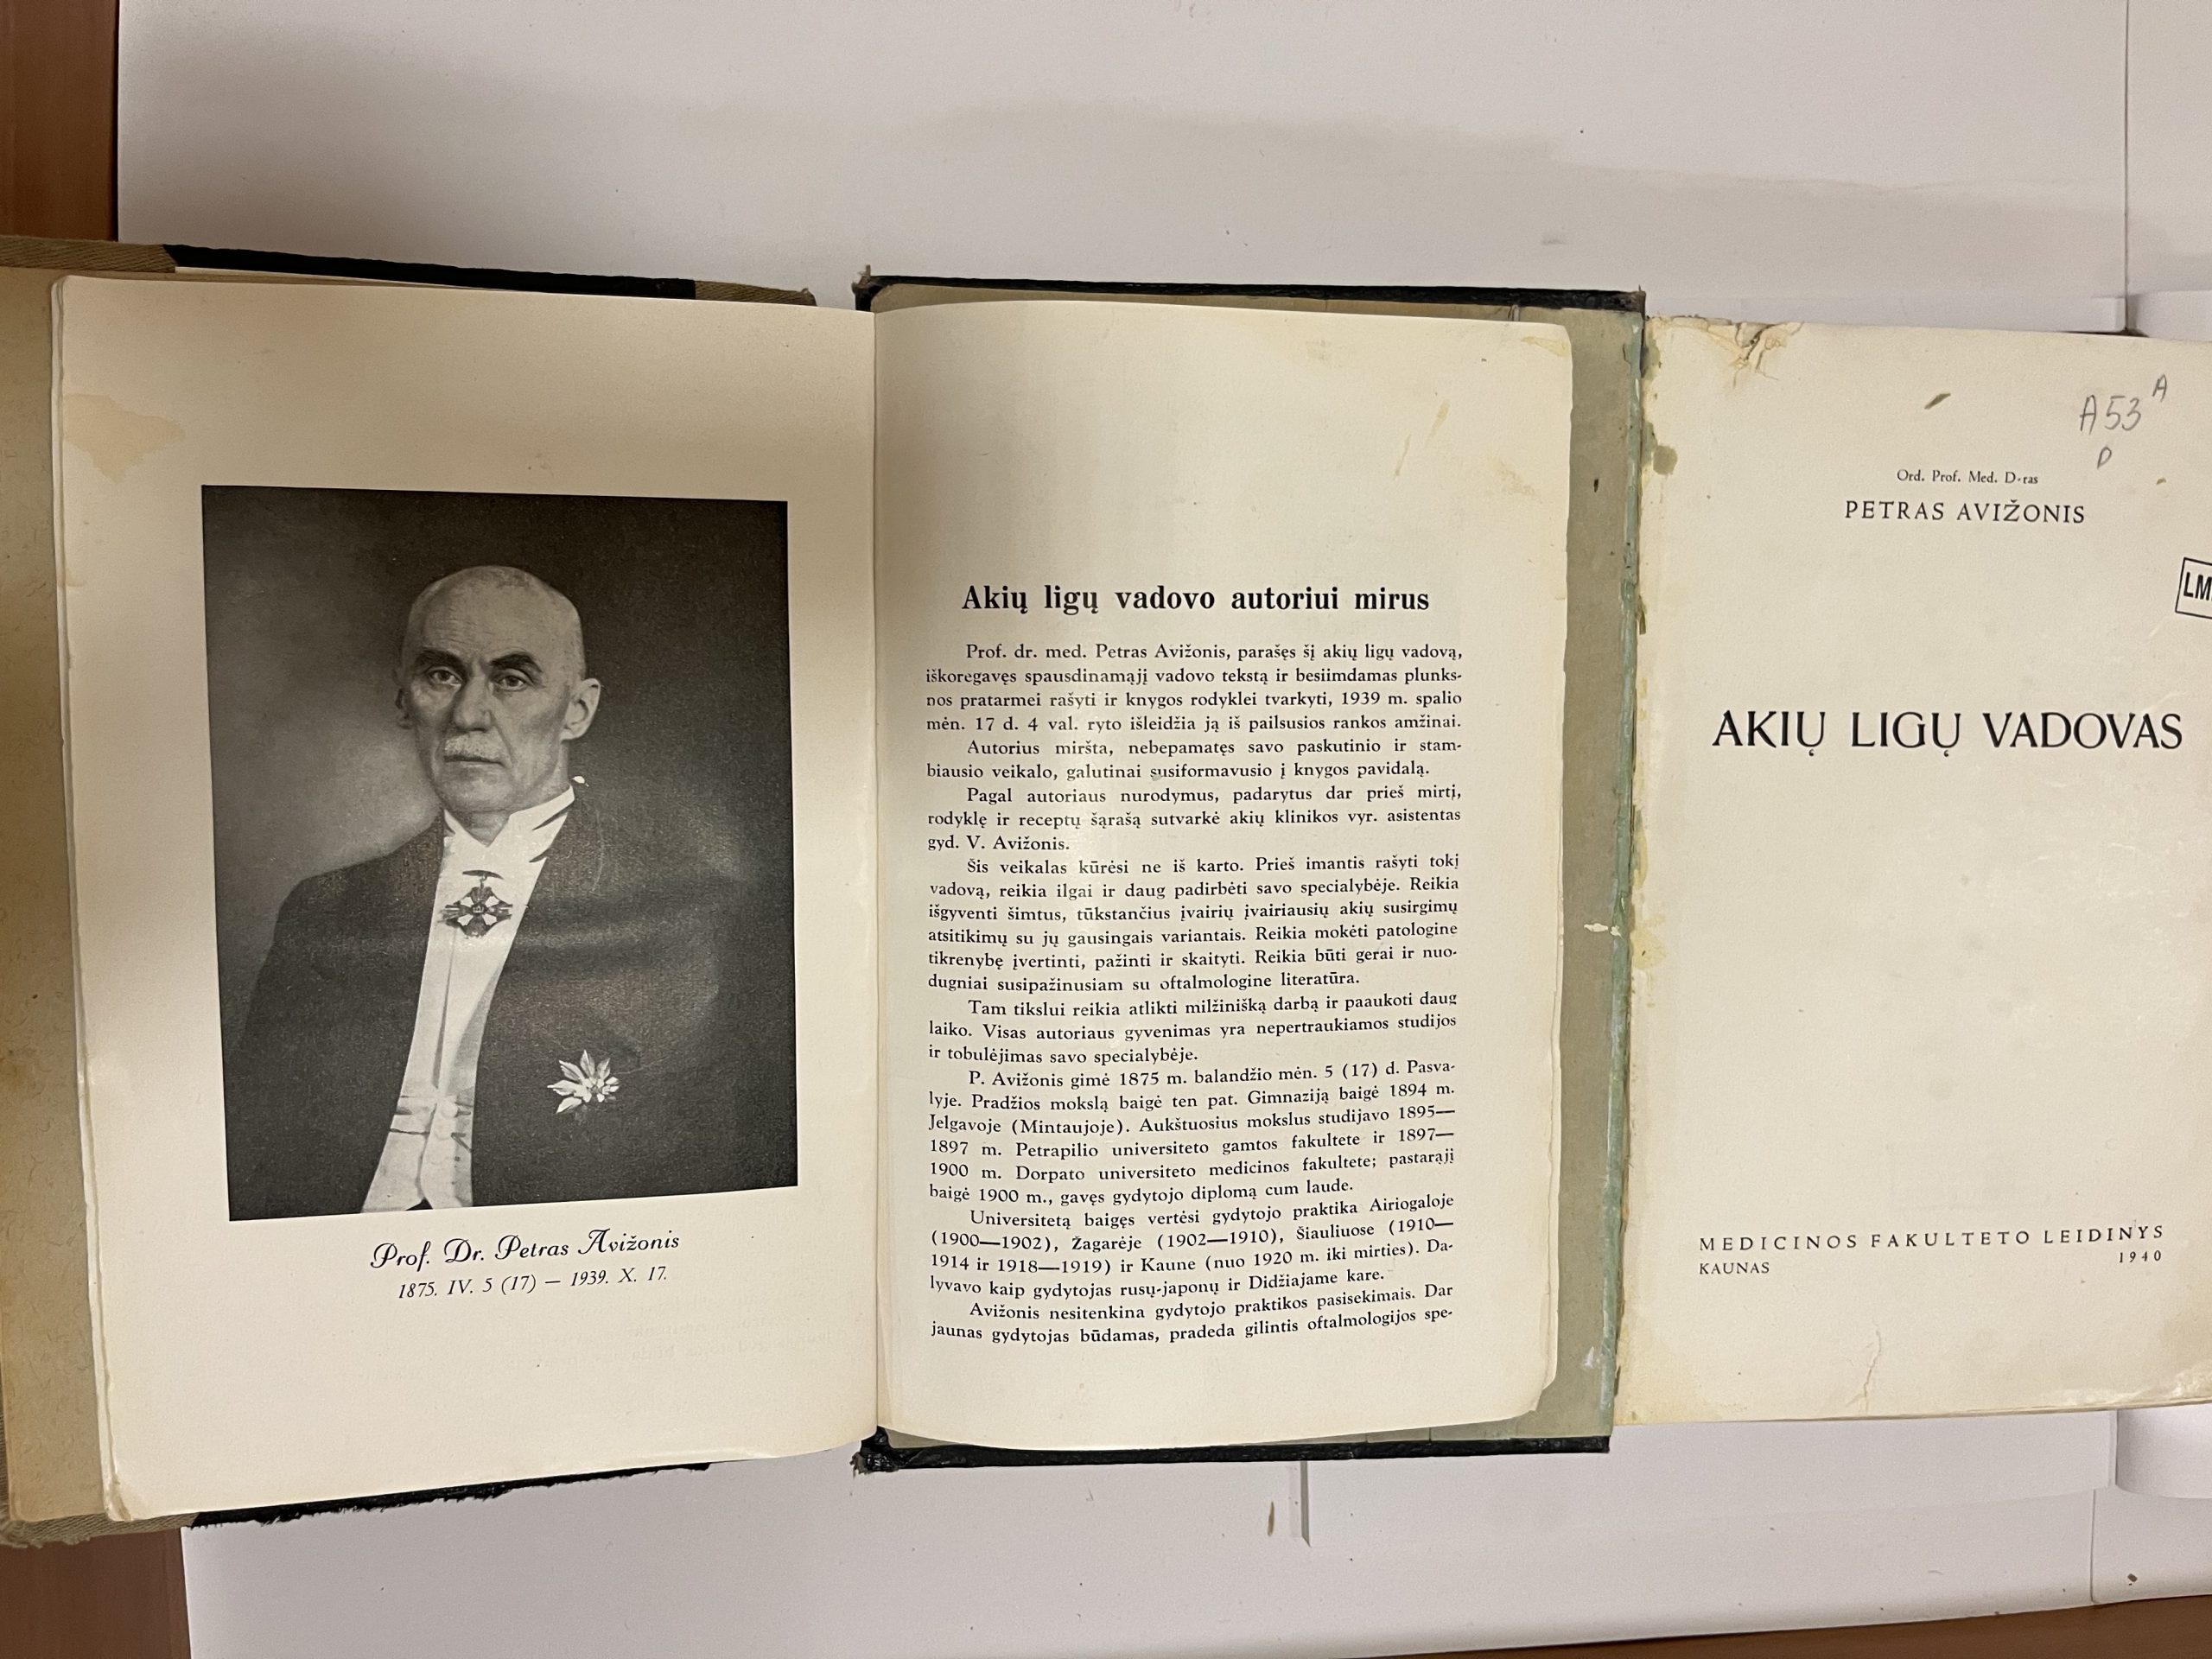 Prof. Dr. Petras Avižonis
1875. IV. 5 (17) — 1939. X. 17.
Akių ligų vadovo autoriui mirus
Prof. dr. med. Petras Avižonis, parašęs šį akių ligų vadovą,
iškoregavęs spausdinamąjį vadovo tekstą ir besiimdamas plunks-
nos pratarmei rašyti ir knygos rodyklei tvarkyti, 1939 m. spalio
mėn. 17 d. 4 val. ryto išleidžia ją iš pailsusios rankos amžinai.
Autorius miršta, nebepamatęs savo paskutinio ir stam-
biausio veikalo, galutinai susiformavusio į knygos pavidalą.
Pagal autoriaus nurodymus, padarytus dar prieš mirtį,
rodyklę ir receptų šąrašą sutvarkė akių klinikos vyr. asistentas
gyd. V. Avižonis.
Šis veikalas kūrėsi ne iš karto. Prieš imantis rašyti tokį
vadovą, reikia ilgai ir daug padirbėti savo specialybėje. Reikia
išgyventi šimtus, tūkstančius įvairių įvairiausių akių susirgimų
atsitikimų su jų gausingais variantais. Reikia mokėti patologine
tikrenybę įvertinti, pažinti ir skaityti. Reikia būti gerai ir nuo-
dugniai susipažinusiam su oftalmologine literatūra.
Tam tikslui reikia atlikti milžinišką darbą ir paaukoti daug
laiko. Visas autoriaus gyvenimas yra nepertraukiamos studijos
ir tobulėjimas savo specialybėje.
P. Avižonis gimė 1875 m. balandžio mėn. 5 (17) d. Pasva-
lyje. Pradžios mokslą baigė ten pat. Gimnaziją baigė 1894 m.
Jelgavoje (Mintaujoje). Aukštuosius mokslus studijavo 1895—
1897 m. Petrapilio universiteto gamtos fakultete ir 1897—
1900 m. Dorpato universiteto medicinos fakultete; pastarąjį
baigė 1900 m., gavęs gydytojo diplomą cum laude.
Universitetą baigęs vertėsi gydytojo praktika Airiogaloje
(1900—1902), Žagarėje (1902—1910), Šiauliuose (1910—
1914 ir 1918—1919) ir Kaune (nuo 1920 m. iki mirties). Da-
lyvavo kaip gydytojas rusų-japonų ir Didžiajame kare.
Avižonis nesitenkina gydytojo praktikos pasisekimais. Dar
jaunas gydytojas būdamas, pradeda gilintis oftalmologijos spe-
A53 A
D
Ord. Prof. Med. D-ras
PETRAS AVIŽONIS
LM
AKIŲ LIGŲ VADOVAS
MEDICINOS FAKULTETO LEIDINYS
KAUNAS 1940